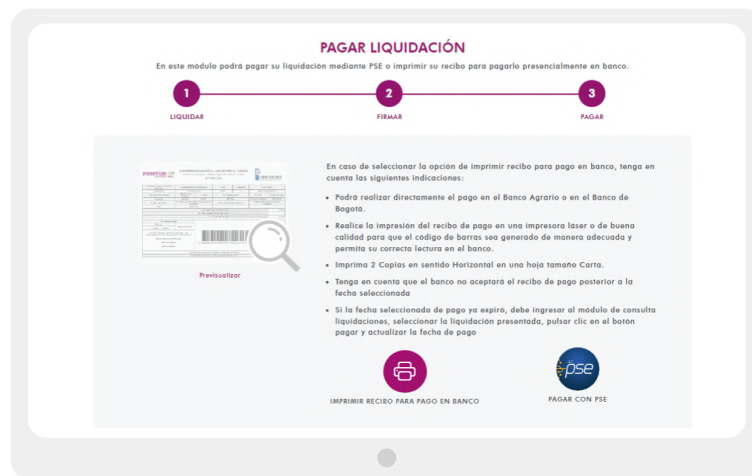 PAGAR LIQUIDACIÓN
En este módulo podrá pagar su liquidación mediante PSE o imprimir su recibo para pagarlo presencialmente en banco.
1
2
3
LIQUIDAR
FIRMAR
PAGAR
FONTUR
Previsualizar
En caso de seleccionar la opción de imprimir recibo para pago en banco, tenga en
cuenta las siguientes indicaciones:
• Podrá realizar directamente el pago en el Banco Agrario o en el Banco de
Bogotá.
• Realice la impresión del recibo de pago en una impresora láser o de buena
calidad para que el código de barras sea generado de manera adecuada y
permita su correcta lectura en el banco.
• Imprima 2 Copias en sentido Horizontal en una hoja tamaño Carta.
• Tenga en cuenta que el banco no aceptará el recibo de pago posterior a la
fecha seleccionada
• Si la fecha seleccionada de pago ya expiró, debe ingresar al módulo de consulta
liquidaciones, seleccionar la liquidación presentada, pulsar clic en el botón
pagar y actualizar la fecha de pago
pse
IMPRIMIR RECIBO PARA PAGO EN BANCO
PAGAR CON PSE